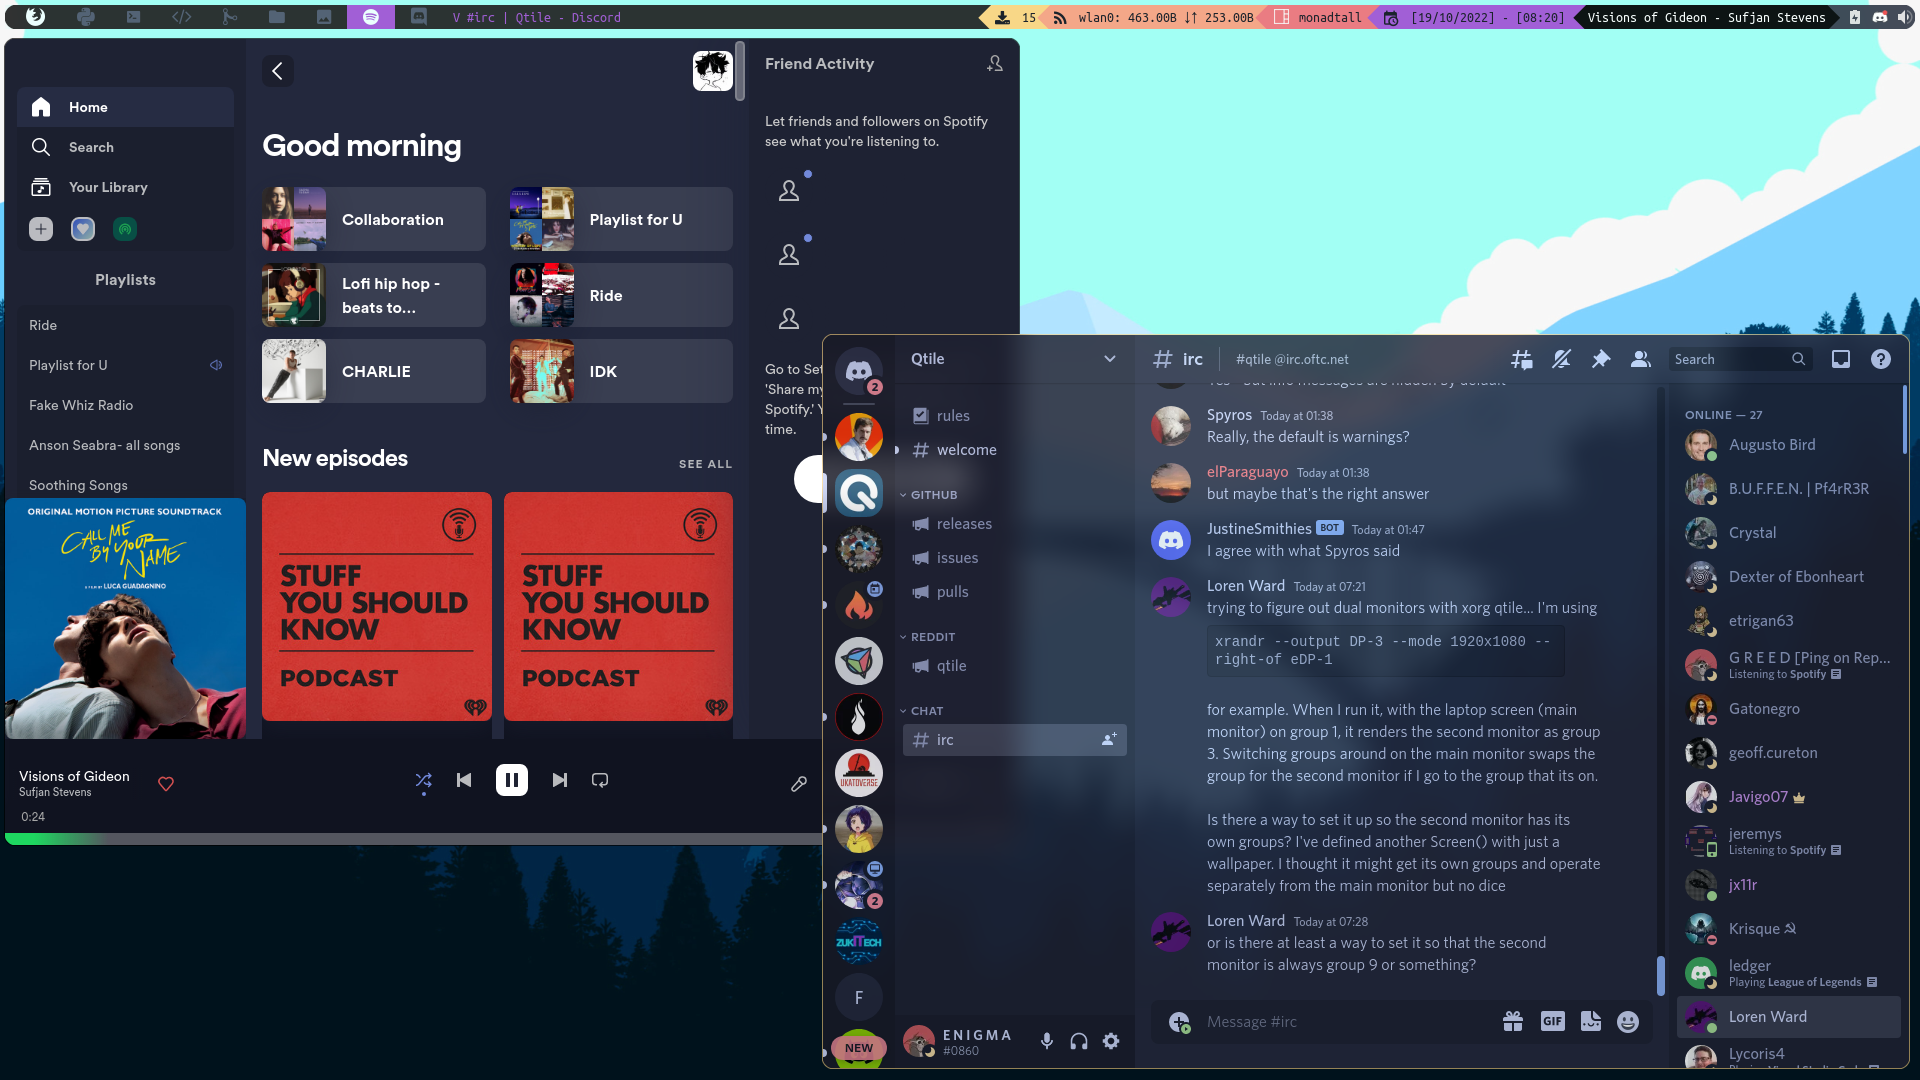 V #irc | Qtile - Discord
15
wlan0: 463.00B ↓↑ 253.00B
monadtall
[19/10/2022] - [08:20]
Visions of Gideon - Sufjan Stevens
Home
Search
Your Library
Playlists
Ride
Playlist for U
Fake Whiz Radio
Anson Seabra- all songs
Soothing Songs
ORIGINAL MOTION PICTURE SOUNDTRACK
CALL ME
BY YOUR
NAME
LUCA GUADAGNINO
Good morning
Collaboration
Playlist for U
Lofi hip hop -
beats to...
Ride
CHARLIE
IDK
New episodes
SEE ALL
STUFF
YOU SHOULD
KNOW
PODCAST
STUFF
YOU SHOULD
KNOW
PODCAST
Friend Activity
Let friends and followers on Spotify
see what you're listening to.
Go to Set
'Share my
Spotify.' Y
time.
Visions of Gideon
Sufjan Stevens
0:24
2
UKATOVERSE
2
ZUKITECH
F
NEW
Qtile
rules
welcome
GITHUB
releases
issues
pulls
REDDIT
qtile
CHAT
irc
ENIGMA
#0860
irc
#qtile @irc.oftc.net
Search
Yes - but info messages are hidden by default
Spyros Today at 01:38
Really, the default is warnings?
elParaguayo Today at 01:38
but maybe that's the right answer
JustineSmithies BOT Today at 01:47
I agree with what Spyros said
Loren Ward Today at 07:21
trying to figure out dual monitors with xorg qtile... I'm using
xrandr --output DP-3 --mode 1920x1080 --
right-of eDP-1
for example. When I run it, with the laptop screen (main
monitor) on group 1, it renders the second monitor as group
3. Switching groups around on the main monitor swaps the
group for the second monitor if I go to the group that its on.
Is there a way to set it up so the second monitor has its
own groups? I've defined another Screen() with just a
wallpaper. I thought it might get its own groups and operate
separately from the main monitor but no dice
Loren Ward Today at 07:28
or is there at least a way to set it so that the second
monitor is always group 9 or something?
Message #irc
GIF
ONLINE — 27
Augusto Bird
B.U.F.F.E.N. | Pf4rR3R
Crystal
Dexter of Ebonheart
etrigan63
G R E E D [Ping on Rep...
Listening to Spotify
Gatonegro
geoff.cureton
Javigo07
jeremys
Listening to Spotify
jx11r
Krisque ☭
ledger
Playing League of Legends
Loren Ward
Lycoris4
Playing Visual Studio Code